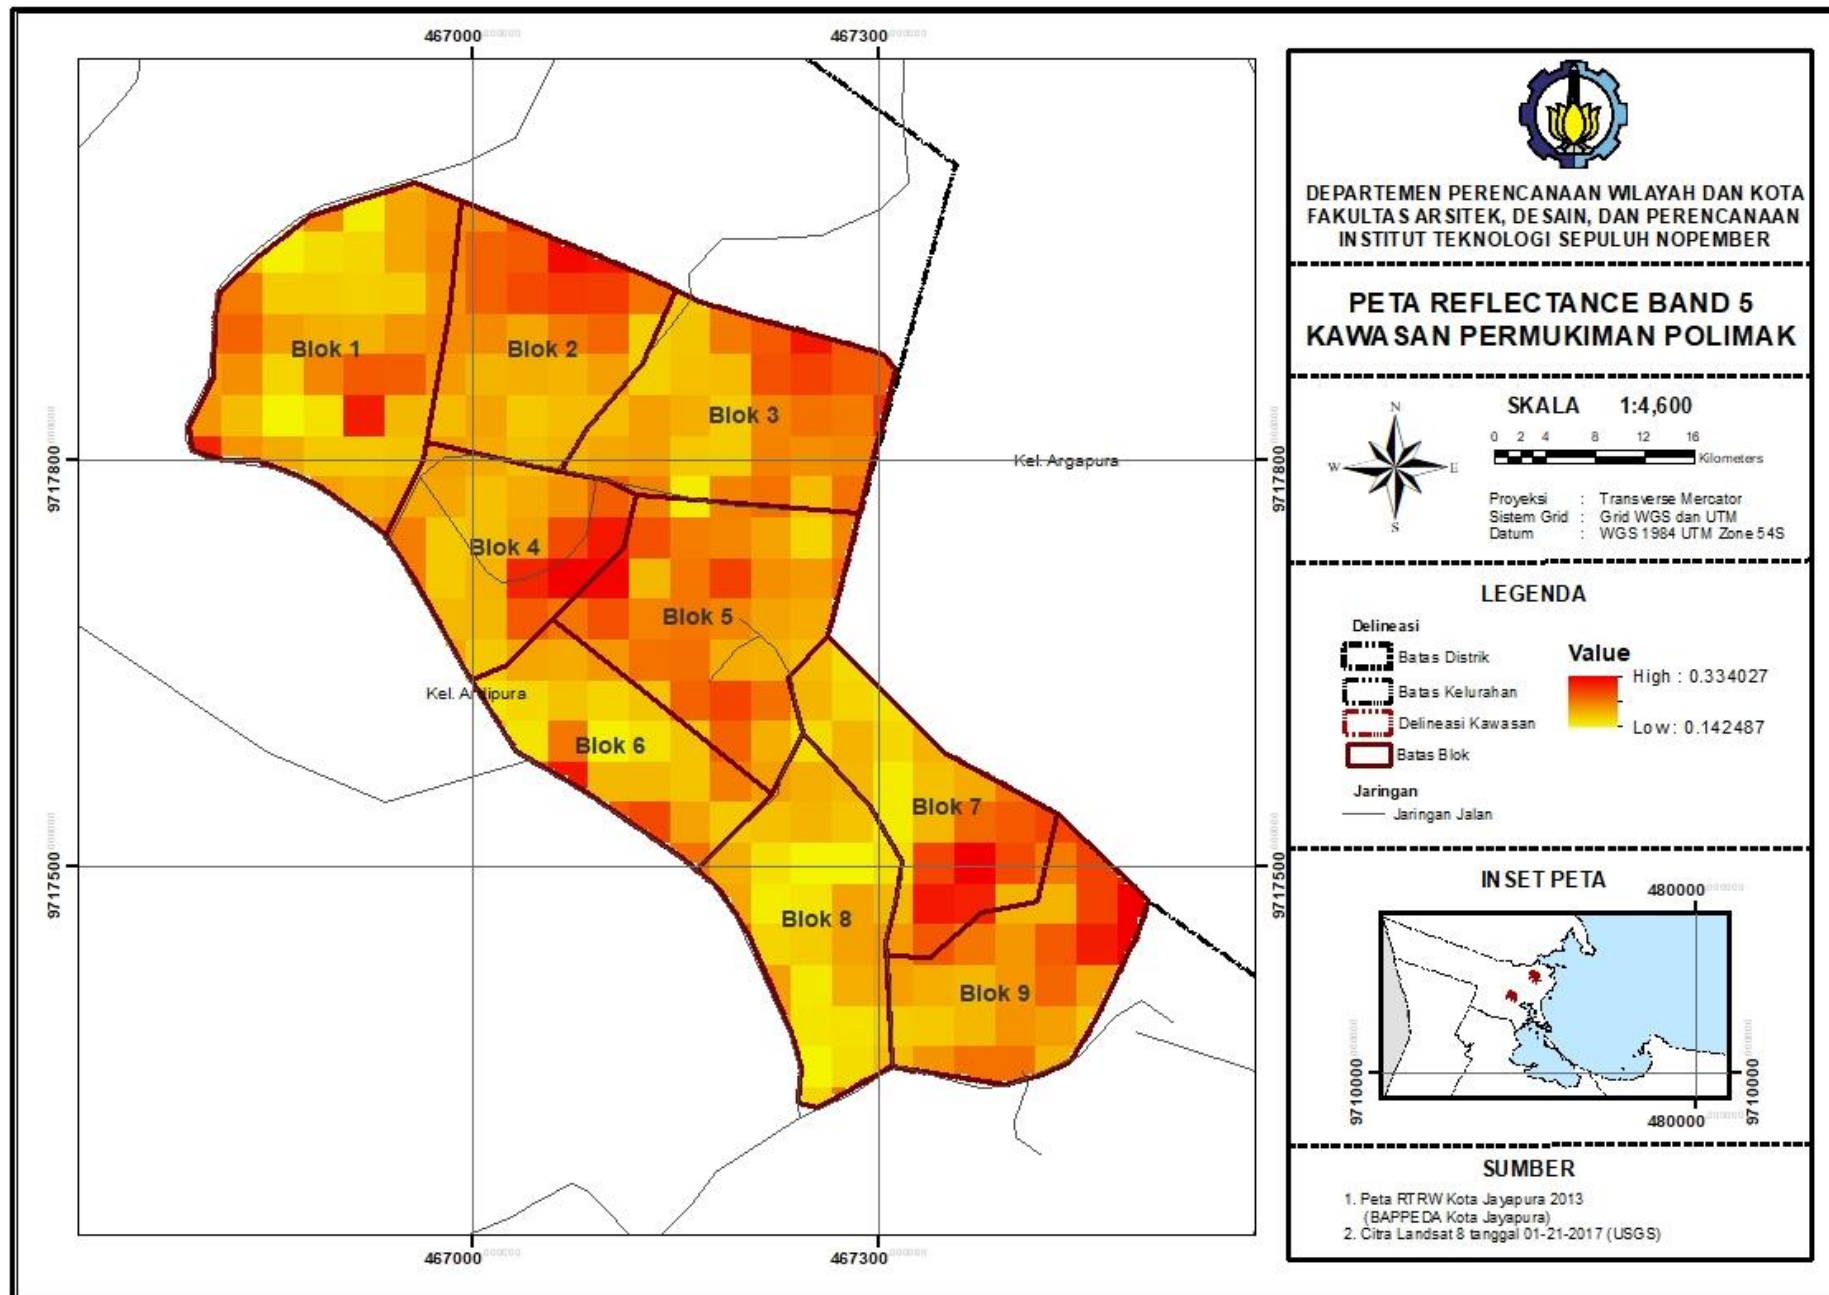 467000
467300
DEPARTEMEN PERENCANAAN WILAYAH DAN KOTA
FAKULTAS ARSITEK, DESAIN, DAN PERENCANAAN
INSTITUT TEKNOLOGI SEPULUH NOPEMBER
PETA REFLECTANCE BAND 5
KAWASAN PERMUKIMAN POLIMAK
SKALA 1:4,600
N
W
E
S
0 2 4 8 12 16
Kilometers
Proyeksi : Transverse Mercator
Sistem Grid : Grid WGS dan UTM
Datum : WGS 1984 UTM Zone 54S
LEGENDA
Delineasi
Batas Distrik
Batas Kelurahan
Delineasi Kawasan
Batas Blok
Jaringan
Jaringan Jalan
Value
High : 0.334027
Low : 0.142487
INSET PETA
480000
9710000
9710000
480000
SUMBER
1. Peta RTRW Kota Jayapura 2013
(BAPPEDA Kota Jayapura)
2. Citra Landsat 8 tanggal 01-21-2017 (USGS)
Blok 1
Blok 2
Blok 3
9717800
Kel. Argapura
9717800
Blok 4
Blok 5
Kel. Ardipura
Blok 6
Blok 7
9717500
9717500
Blok 8
Blok 9
467000
467300